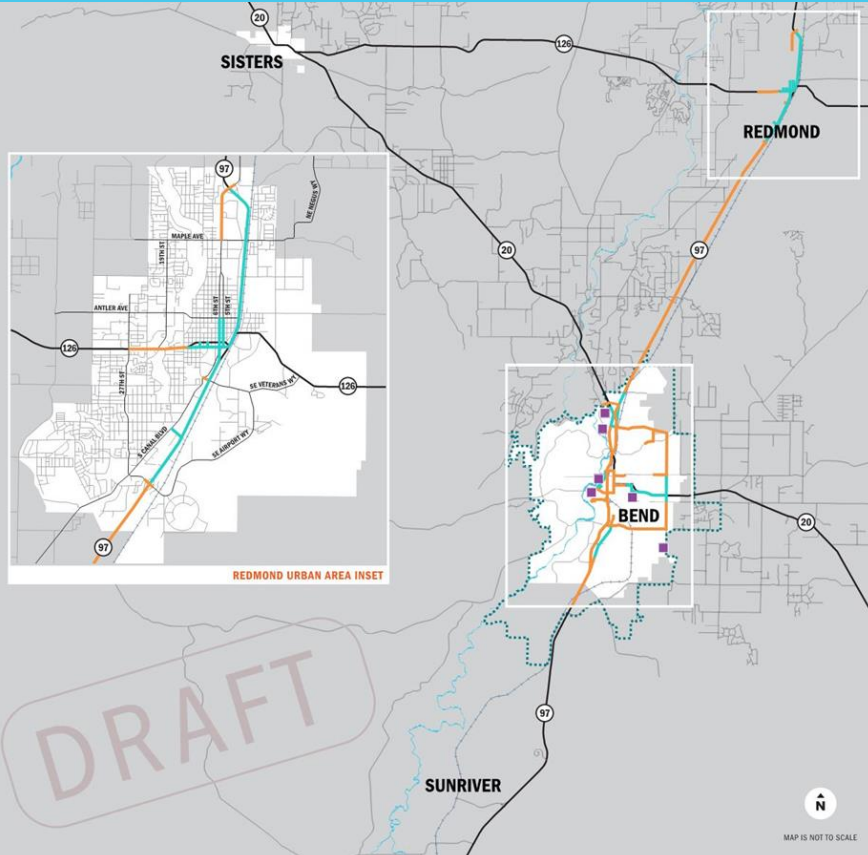 20
SISTERS
126
REDMOND
97
NE NEGUS WY
MAPLE AVE
19TH ST
6TH ST
5TH ST
ANTLER AVE
126
27TH ST
SE VETERANS WY
126
S CANAL BLVD
SE AIRPORT WY
97
REDMOND URBAN AREA INSET
20
97
BEND
20
97
DRAFT
SUNRIVER
N
MAP IS NOT TO SCALE